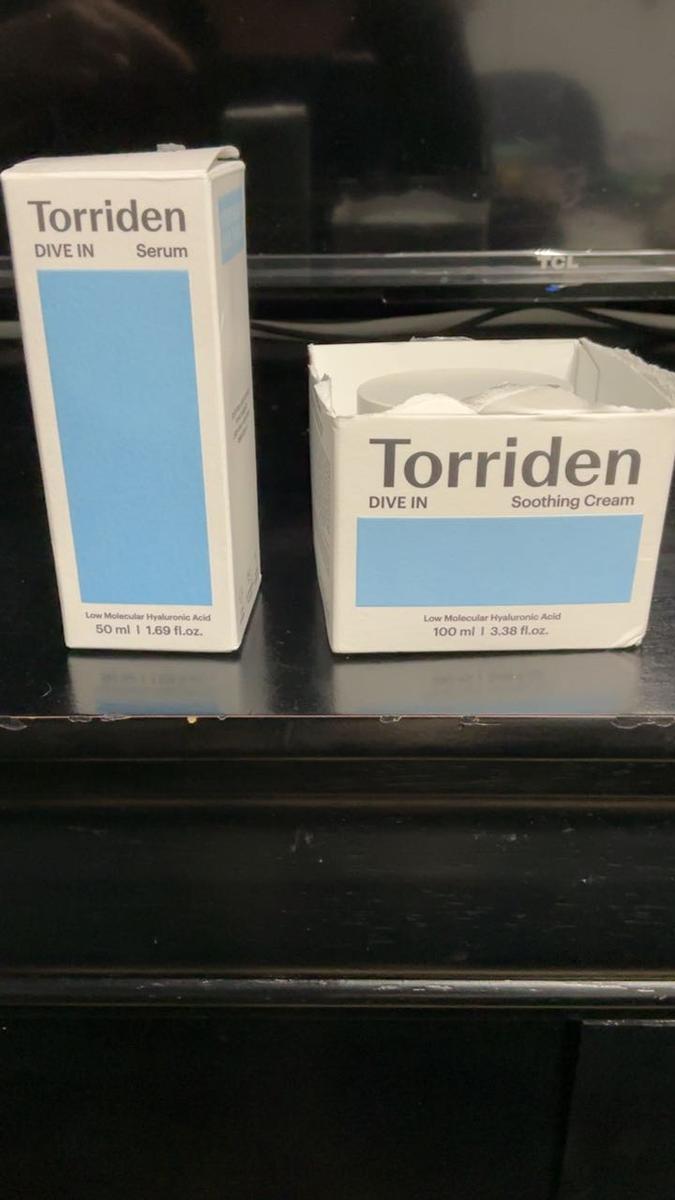 Torriden
DIVE IN Serum
Low Molecular Hyaluronic Acid
50 ml | 1.69 fl.oz.
TCL
Torriden
DIVE IN Soothing Cream
Low Molecular Hyaluronic Acid
100 ml | 3.38 fl.oz.